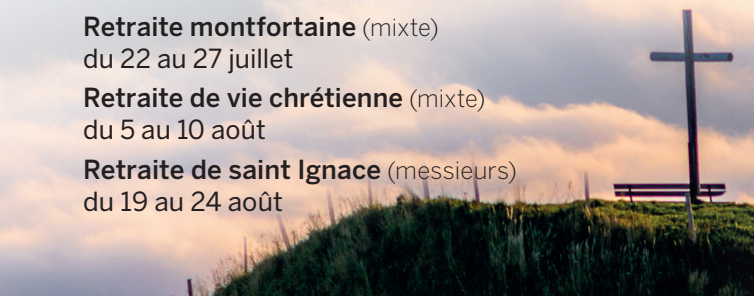 Retraite montfortaine (mixte)
du 22 au 27 juillet
Retraite de vie chrétienne (mixte)
du 5 au 10 août
Retraite de saint Ignace (messieurs)
du 19 au 24 août